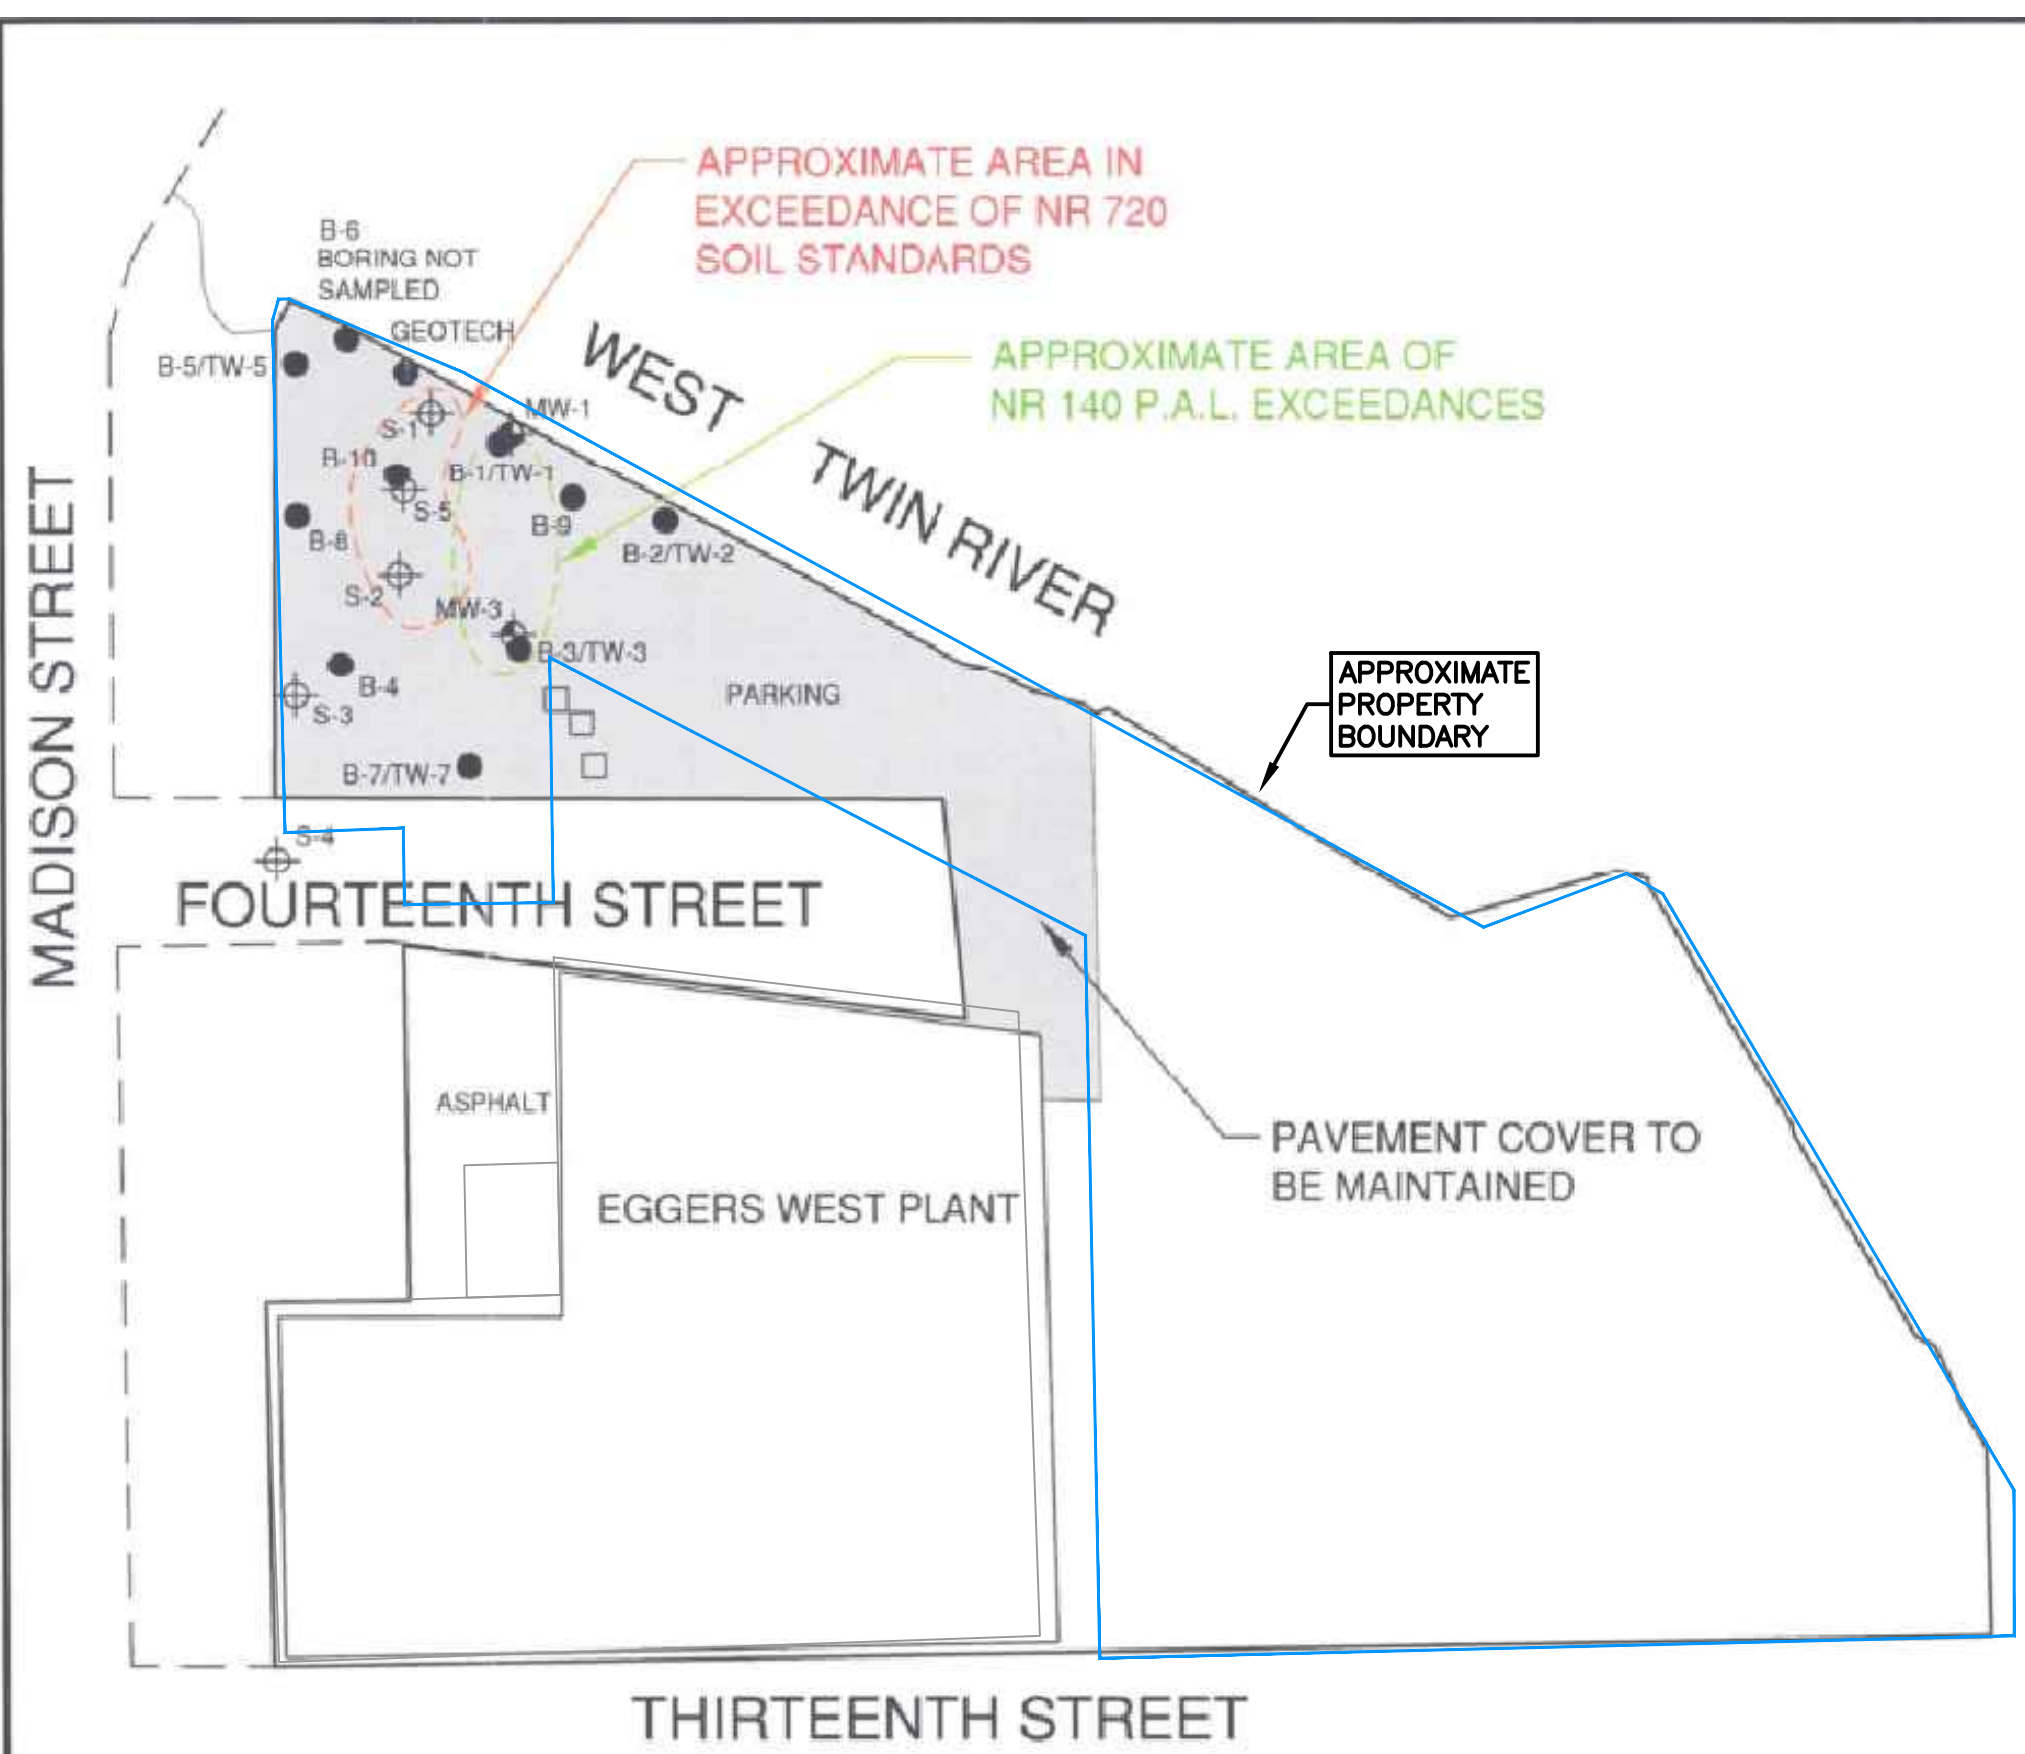 APPROXIMATE AREA IN
EXCEEDANCE OF NR 720
SOIL STANDARDS
B-6
BORING NOT
SAMPLED
GEOTECH
B-5/TW-5
WEST TWIN RIVER
APPROXIMATE AREA OF
NR 140 P.A.L. EXCEEDANCES
MW-1
S-1
B-10
B-1/TW-1
S-5
B-9
B-8
B-2/TW-2
S-2
MW-3
B-3/TW-3
B-4
S-3
PARKING
APPROXIMATE
PROPERTY
BOUNDARY
B-7/TW-7
S-4
MADISON STREET
FOURTEENTH STREET
ASPHALT
PAVEMENT COVER TO
BE MAINTAINED
EGGERS WEST PLANT
THIRTEENTH STREET